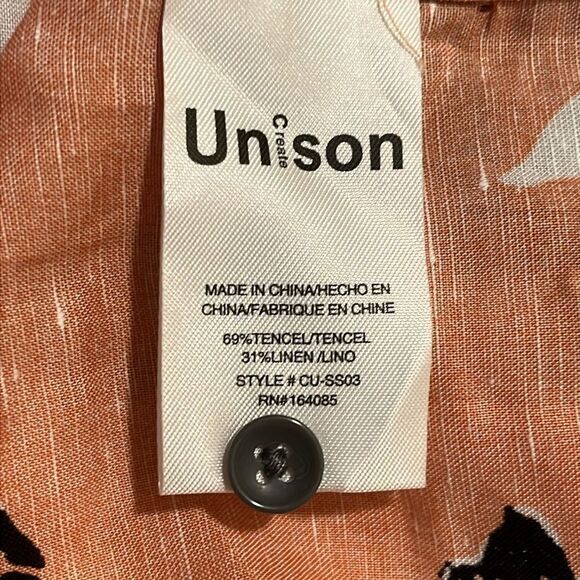 Unison
Create
MADE IN CHINA/HECHO EN
CHINA/FABRIQUE EN CHINE
69%TENCEL/TENCEL
31%LINEN /LINO
STYLE # CU-SS03
RN#164085